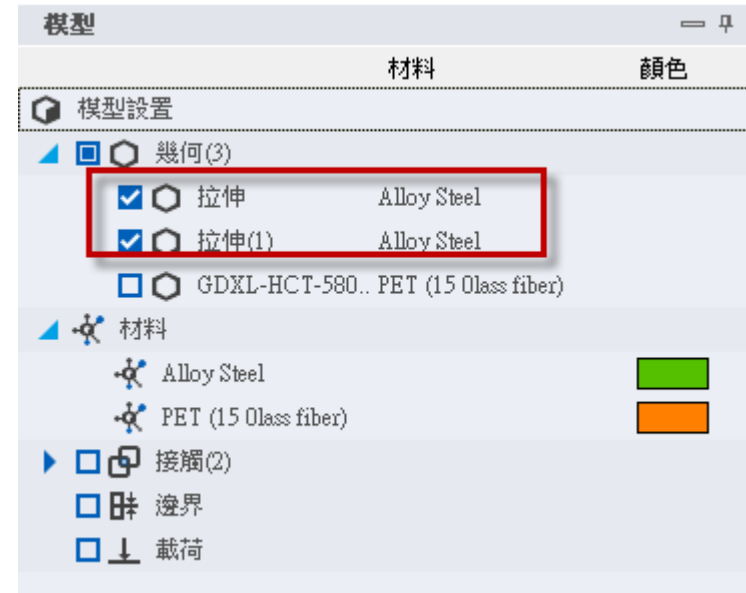 模型
材料 顏色
模型設置
幾何(3)
拉伸 Alloy Steel
拉伸(1) Alloy Steel
GDXL-HCT-580.. PET (15 0lass fiber)
材料
Alloy Steel
PET (15 0lass fiber)
接觸(2)
邊界
載荷